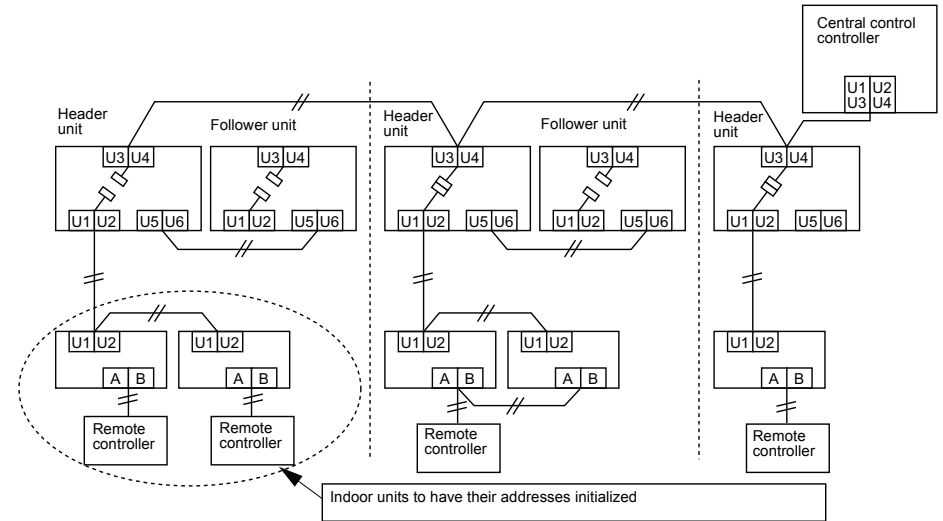 Central control
controller
U1 U2
U3 U4
Header
unit
Follower unit
Header
unit
Follower unit
Header
unit
U3 U4
U3 U4
U3 U4
U3 U4
U3 U4
U1 U2
U5 U6
U1 U2
U5 U6
U1 U2
U5 U6
U1 U2
U5 U6
U1 U2
U5 U6
U1 U2
U1 U2
U1 U2
U1 U2
U1 U2
A B
A B
A B
A B
A B
Remote
controller
Remote
controller
Remote
controller
Remote
controller
Indoor units to have their addresses initialized